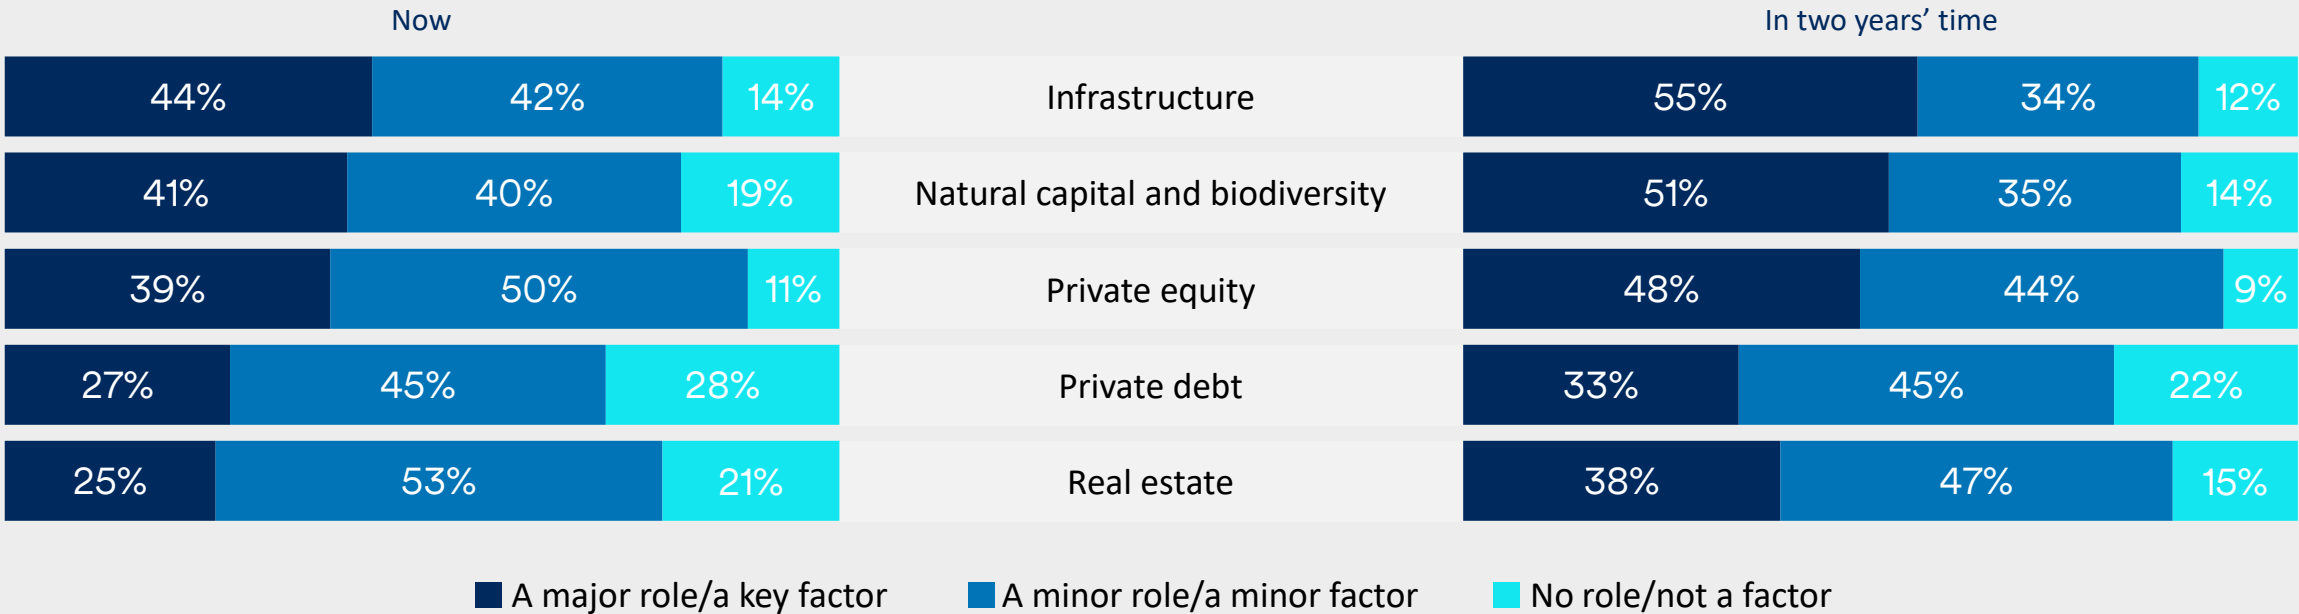 Now In two years’ time
44% 42% 14% Infrastructure 55% 34% 12%
41% 40% 19% Natural capital and biodiversity 51% 35% 14%
39% 50% 11% Private equity 48% 44% 9%
27% 45% 28% Private debt 33% 45% 22%
25% 53% 21% Real estate 38% 47% 15%
A major role/a key factor A minor role/a minor factor No role/not a factor